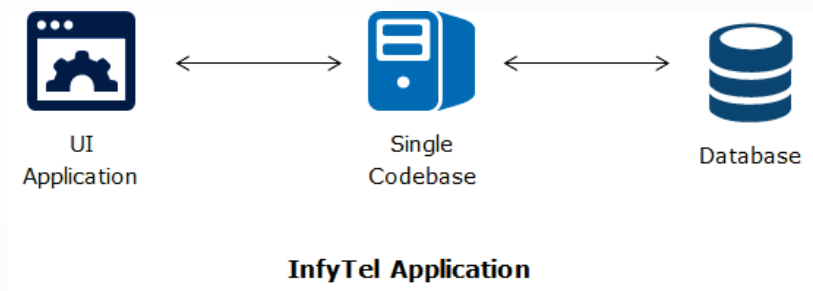 UI
Application
Single
Codebase
Database
InfyTel Application